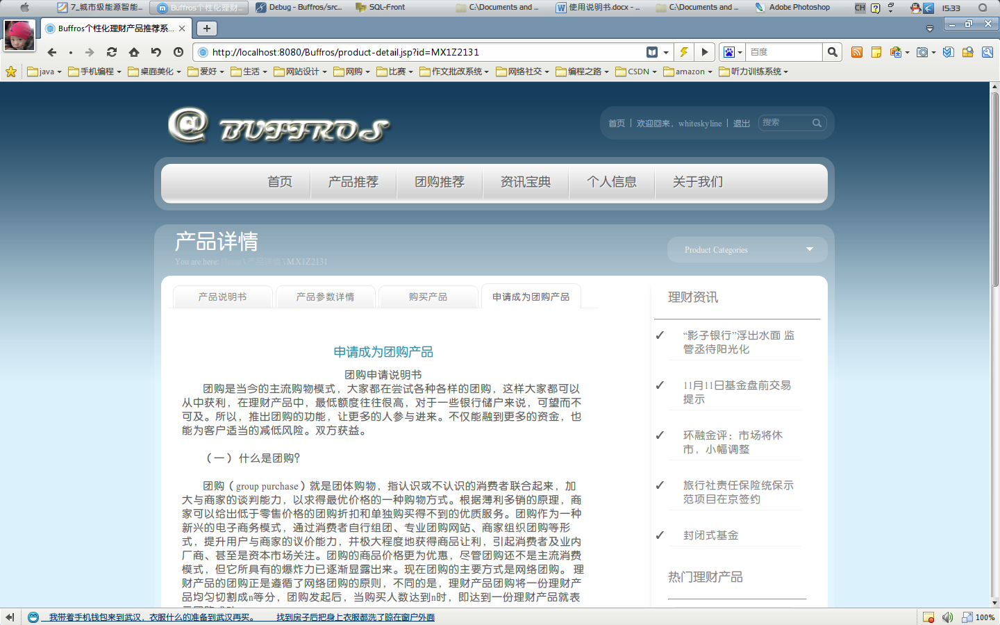 7_城市级能源智能...
Buffros个性化理财...
Debug - Buffros/src...
SQL-Front
C:\Documents and ...
使用说明书.docx - ...
C:\Documents and ...
Adobe Photoshop
CH
15:33
Buffros个性化理财产品推荐系...
http://localhost:8080/Buffros/product-detail.jsp?id=MX1Z2131
百度
java
手机编程
桌面美化
爱好
生活
网站设计
网购
比赛
作文批改系统
网络社交
编程之路
CSDN
amazon
听力训练系统
@ BUFFROS
首页 | 欢迎回来，whiteskyline | 退出
搜索
首页
产品推荐
团购推荐
资讯宝典
个人信息
关于我们
产品详情
You are here: Home \ 产品详情 \ MX1Z2131
Product Categories
产品说明书
产品参数详情
购买产品
申请成为团购产品
申请成为团购产品
团购申请说明书
团购是当今的主流购物模式，大家都在尝试各种各样的团购，这样大家都可以
从中获利，在理财产品中，最低额度往往很高，对于一些银行储户来说，可望而不
可及。所以，推出团购的功能，让更多的人参与进来。不仅能融到更多的资金，也
能为客户适当的减低风险。双方获益。
（一）什么是团购?
团购（group purchase）就是团体购物，指认识或不认识的消费者联合起来，加
大与商家的谈判能力，以求得最优价格的一种购物方式。根据薄利多销的原理，商
家可以给出低于零售价格的团购折扣和单独购买得不到的优质服务。团购作为一种
新兴的电子商务模式，通过消费者自行组团、专业团购网站、商家组织团购等形
式，提升用户与商家的议价能力，并极大程度地获得商品让利，引起消费者及业内
厂商、甚至是资本市场关注。团购的商品价格更为优惠，尽管团购还不是主流消费
模式，但它所具有的爆炸力已逐渐显露出来。现在团购的主要方式是网络团购。 理
财产品的团购正是遵循了网络团购的原则，不同的是，理财产品团购将一份理财产
品均匀切割成n等分，团购发起后，当购买人数达到n时，即达到一份理财产品就表
理财资讯
“影子银行”浮出水面 监
管丞待阳光化
11月11日基金盘前交易
提示
环融金评：市场将休
市，小幅调整
旅行社责任保险统保示
范项目在京签约
封闭式基金
热门理财产品
我带着手机钱包来到武汉，衣服什么的准备到武汉再买。
找到房子后把身上衣服都洗了晾在窗户外面
100%